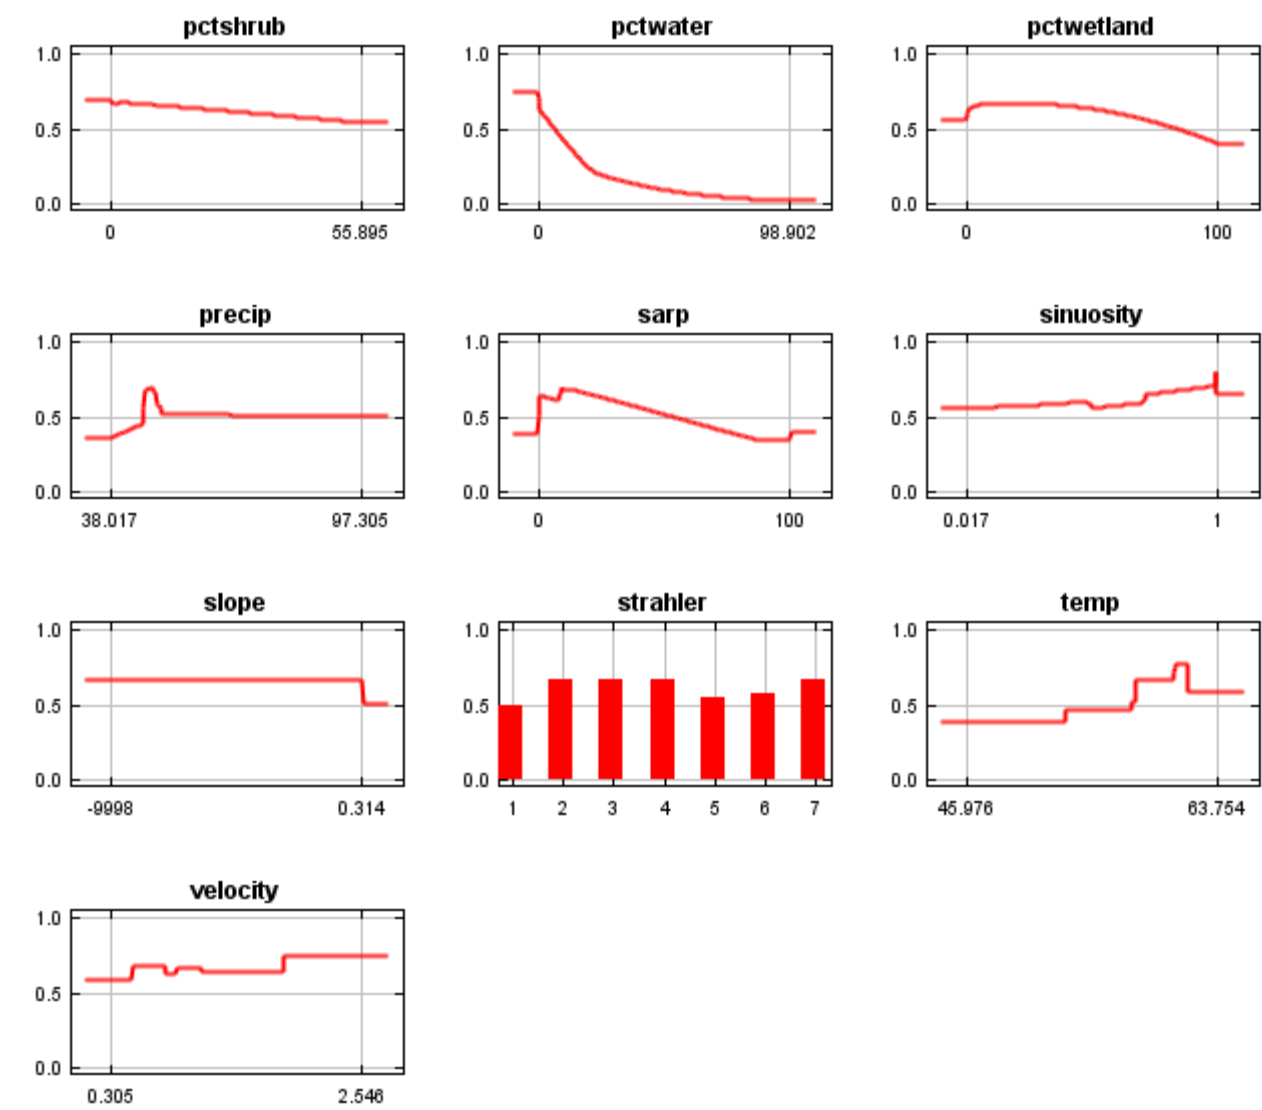 pctshrub pctwater pctwetland
1.0 1.0 1.0
0.5 0.5 0.5
0.0 0.0 0.0
0 55.895 0 98.902 0 100
precip sarp sinuosity
1.0 1.0 1.0
0.5 0.5 0.5
0.0 0.0 0.0
38.017 97.305 0 100 0.017 1
slope strahler temp
1.0 1.0 1.0
0.5 0.5 0.5
0.0 0.0 0.0
-9998 0.314 1 2 3 4 5 6 7 45.976 63.754
velocity
1.0
0.5
0.0
0.305 2.546